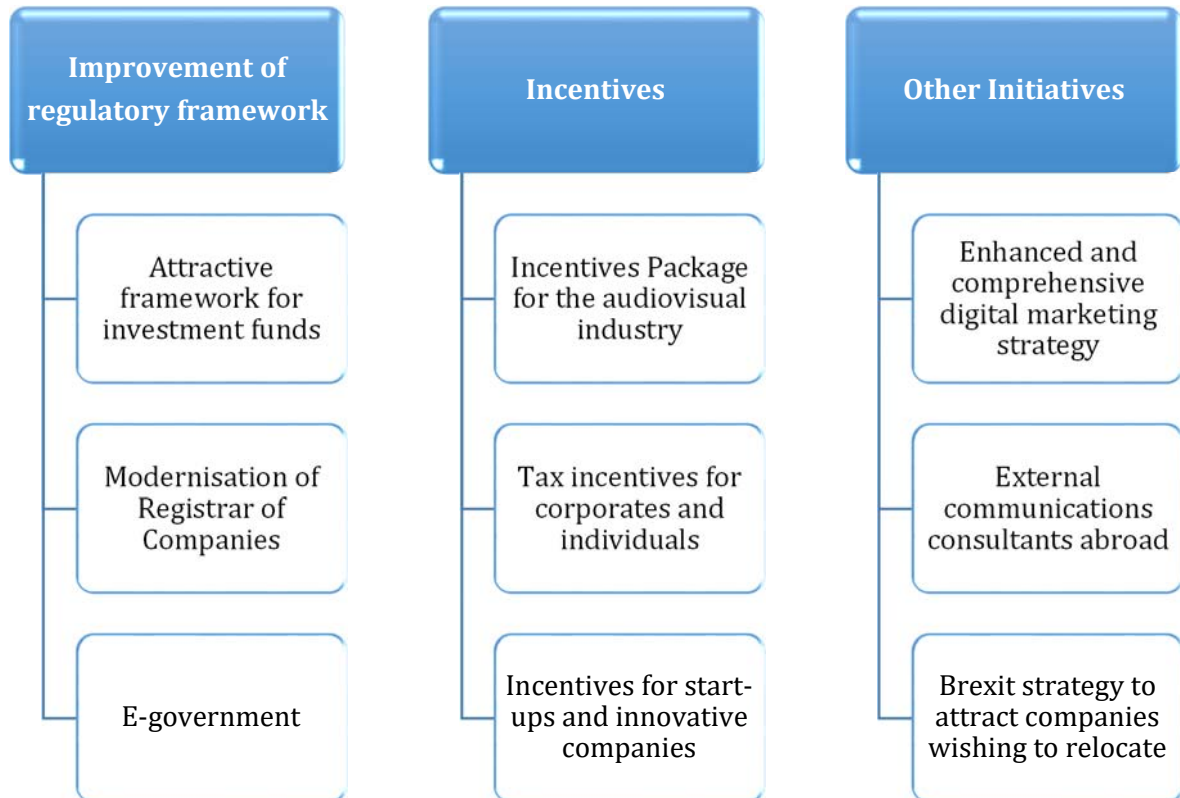 Improvement of
regulatory framework
Attractive
framework for
investment funds
Modernisation of
Registrar of
Companies
E-government
Incentives
Incentives Package
for the audiovisual
industry
Tax incentives for
corporates and
individuals
Incentives for start-
ups and innovative
companies
Other Initiatives
Enhanced and
comprehensive
digital marketing
strategy
External
communications
consultants abroad
Brexit strategy to
attract companies
wishing to relocate